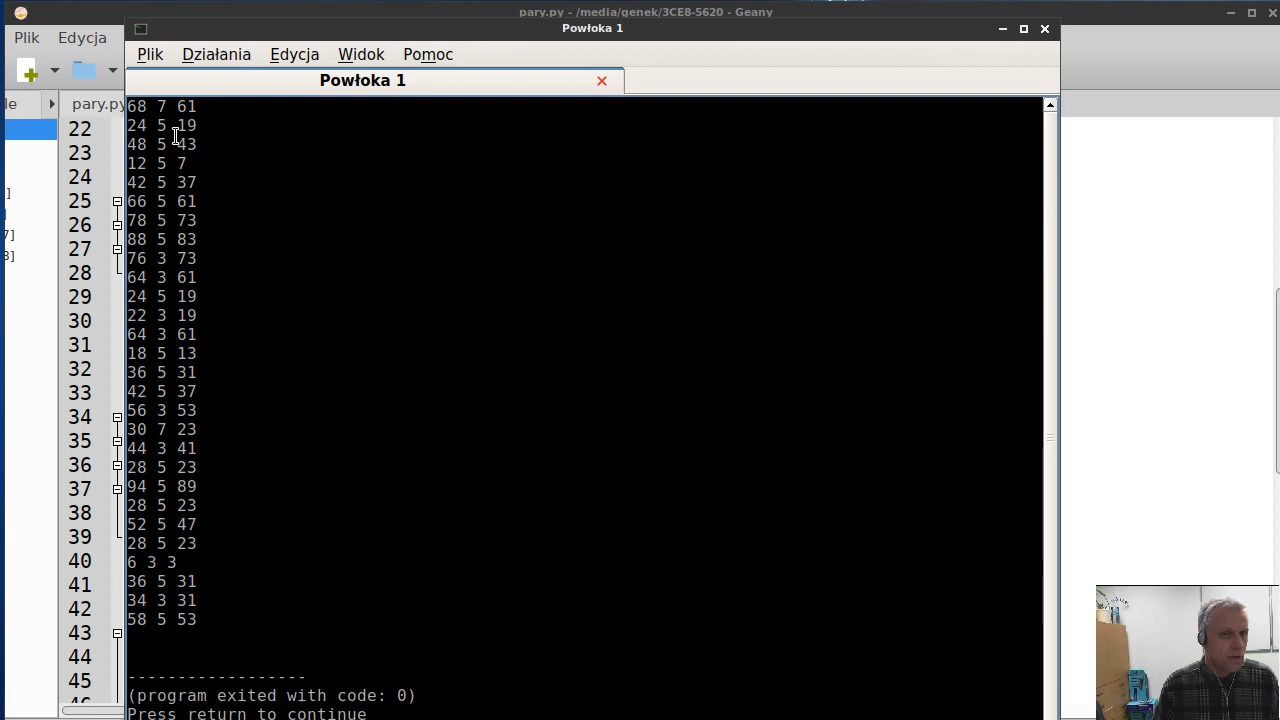 pary.py - /media/genek/3CE8-5620 - Geany
Powłoka 1
Plik Edycja
Plik Działania Edycja Widok Pomoc
Powłoka 1
le
pary.py
22
23
24
25
26
27
28
29
30
31
32
33
34
35
36
37
38
39
40
41
42
43
44
45
]
7]
3]
68 7 61
24 5 19
48 5 43
12 5 7
42 5 37
66 5 61
78 5 73
88 5 83
76 3 73
64 3 61
24 5 19
22 3 19
64 3 61
18 5 13
36 5 31
42 5 37
56 3 53
30 7 23
44 3 41
28 5 23
94 5 89
28 5 23
52 5 47
28 5 23
6 3 3
36 5 31
34 3 31
58 5 53
------------------
(program exited with code: 0)
Press return to continue